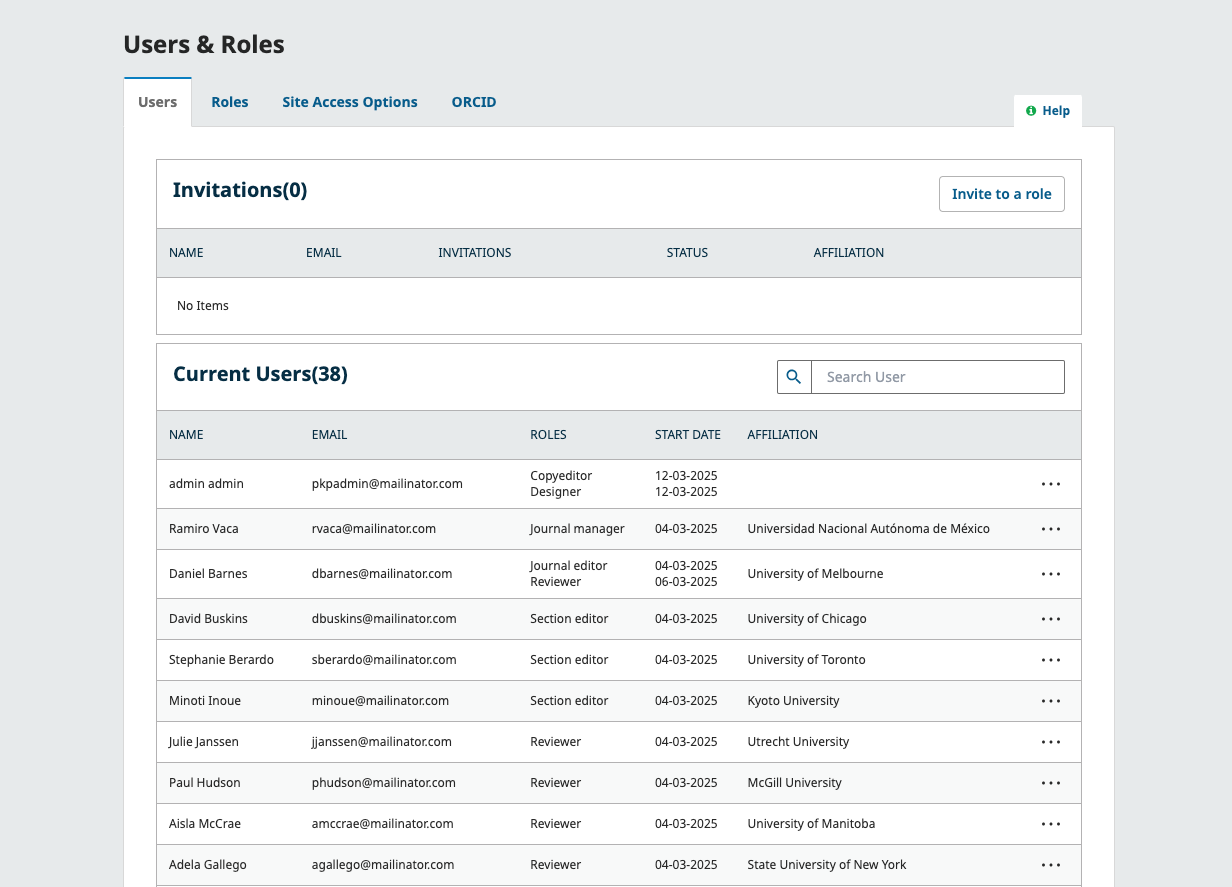 Users & Roles
Users Roles Site Access Options ORCID
Help
Invitations(0)
Invite to a role
NAME EMAIL INVITATIONS STATUS AFFILIATION
No Items
Current Users(38)
Search User
NAME EMAIL ROLES START DATE AFFILIATION
admin admin pkpadmin@mailinator.com Copyeditor 12-03-2025
Designer 12-03-2025
Ramiro Vaca rvaca@mailinator.com Journal manager 04-03-2025 Universidad Nacional Autónoma de México
Daniel Barnes dbarnes@mailinator.com Journal editor 04-03-2025 University of Melbourne
Reviewer 06-03-2025
David Buskins dbuskins@mailinator.com Section editor 04-03-2025 University of Chicago
Stephanie Berardo sberardo@mailinator.com Section editor 04-03-2025 University of Toronto
Minoti Inoue minoue@mailinator.com Section editor 04-03-2025 Kyoto University
Julie Janssen jjanssen@mailinator.com Reviewer 04-03-2025 Utrecht University
Paul Hudson phudson@mailinator.com Reviewer 04-03-2025 McGill University
Aisla McCrae amccrae@mailinator.com Reviewer 04-03-2025 University of Manitoba
Adela Gallego agallego@mailinator.com Reviewer 04-03-2025 State University of New York